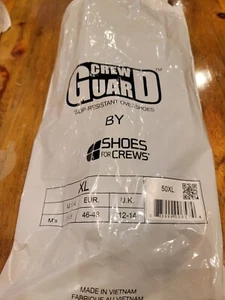 CREW
GUARD™
SLIP-RESISTANT OVERSHOES
BY
SHOES
FOR CREWS
XL
50XL
EUR. U.K.
M's 46-48 12-14
MADE IN VIETNAM
FABRIQUÉ AU VIETNAM